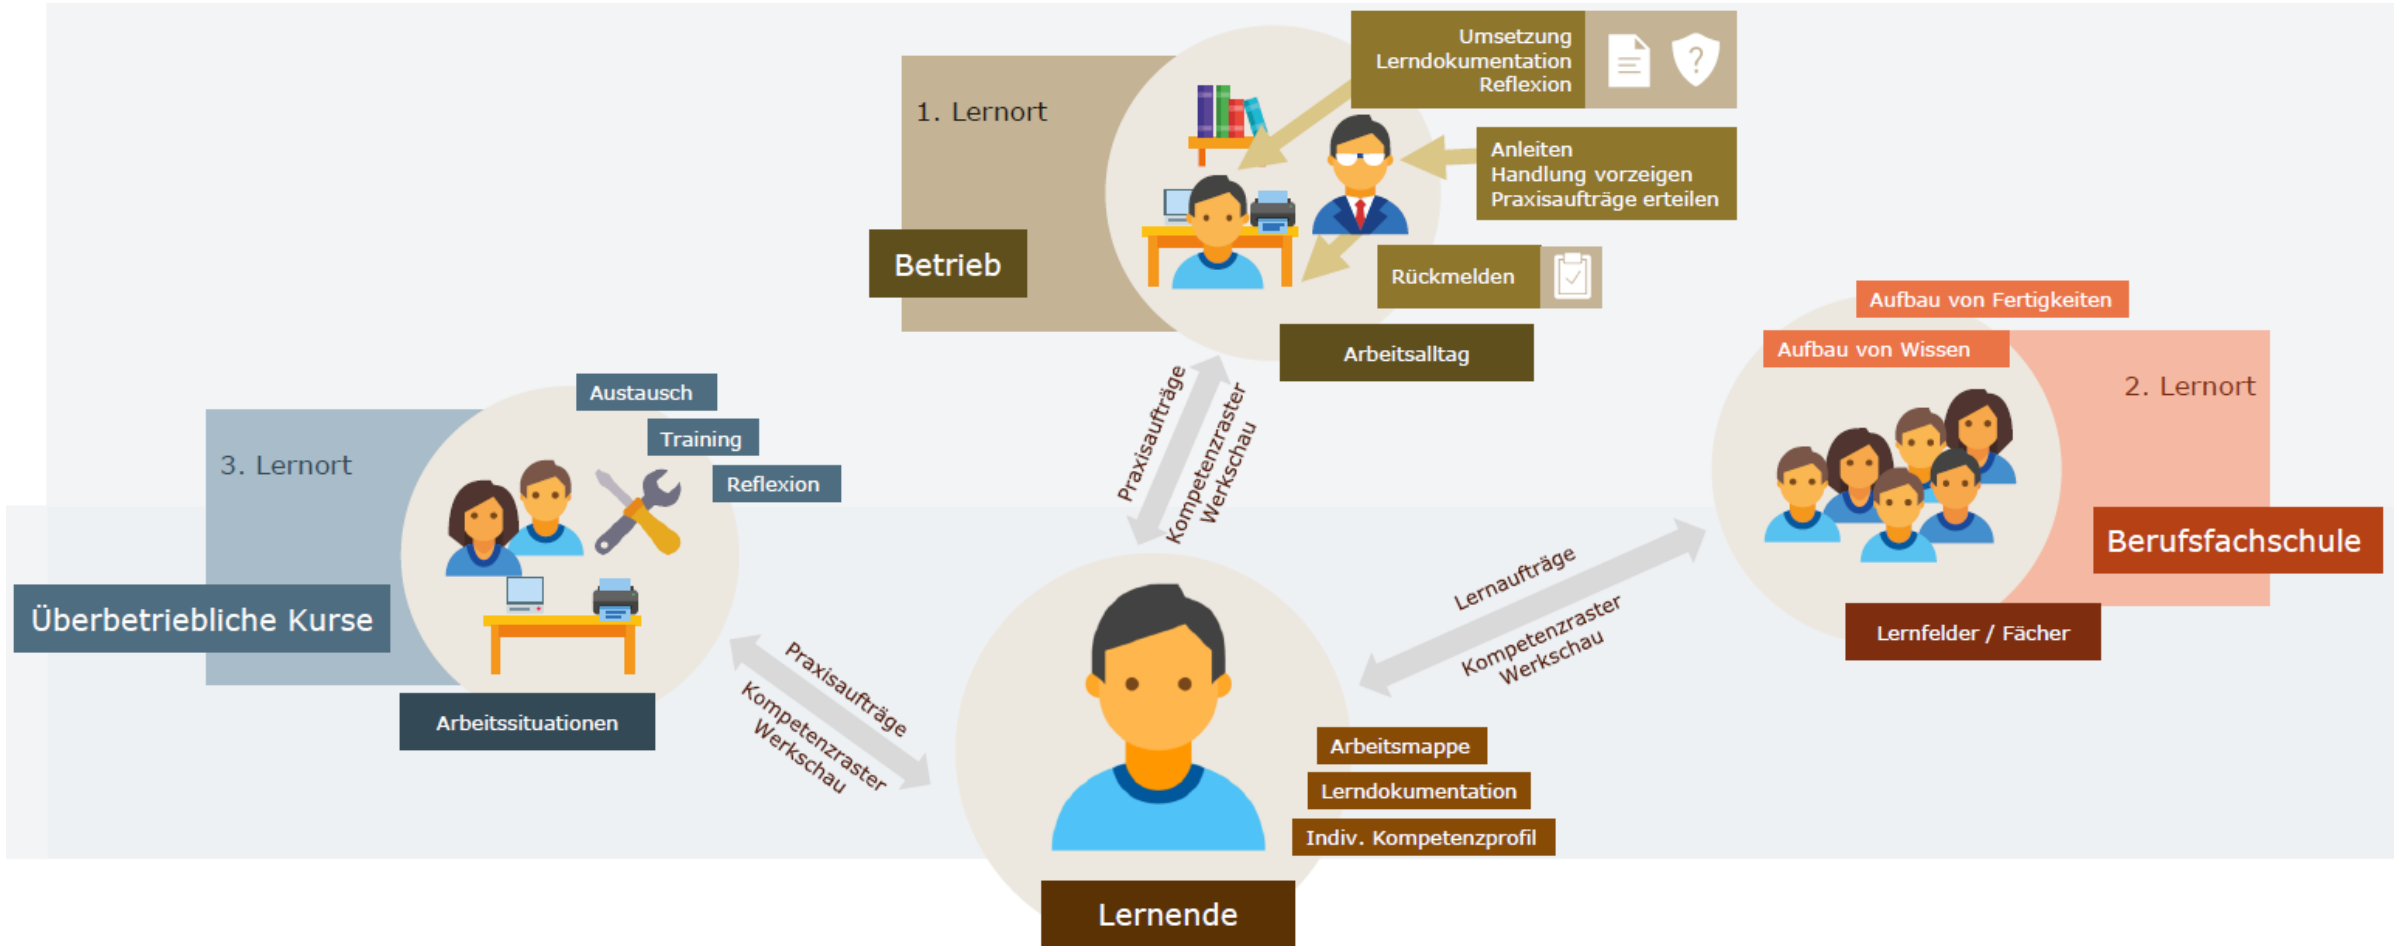 Umsetzung
Lerndokumentation
Reflexion
1. Lernort
Anleiten
Handlung vorzeigen
Praxisaufträge erteilen
Betrieb
Rückmelden
Arbeitsalltag
Aufbau von Fertigkeiten
Aufbau von Wissen
2. Lernort
Berufsfachschule
Lernfelder / Fächer
Austausch
Training
Reflexion
3. Lernort
Überbetriebliche Kurse
Arbeitssituationen
Praxisaufträge
Kompetenzraster
Werkschau
Lernaufträge
Kompetenzraster
Werkschau
Praxisaufträge
Kompetenzraster
Werkschau
Arbeitsmappe
Lerndokumentation
Indiv. Kompetenzprofil
Lernende
?